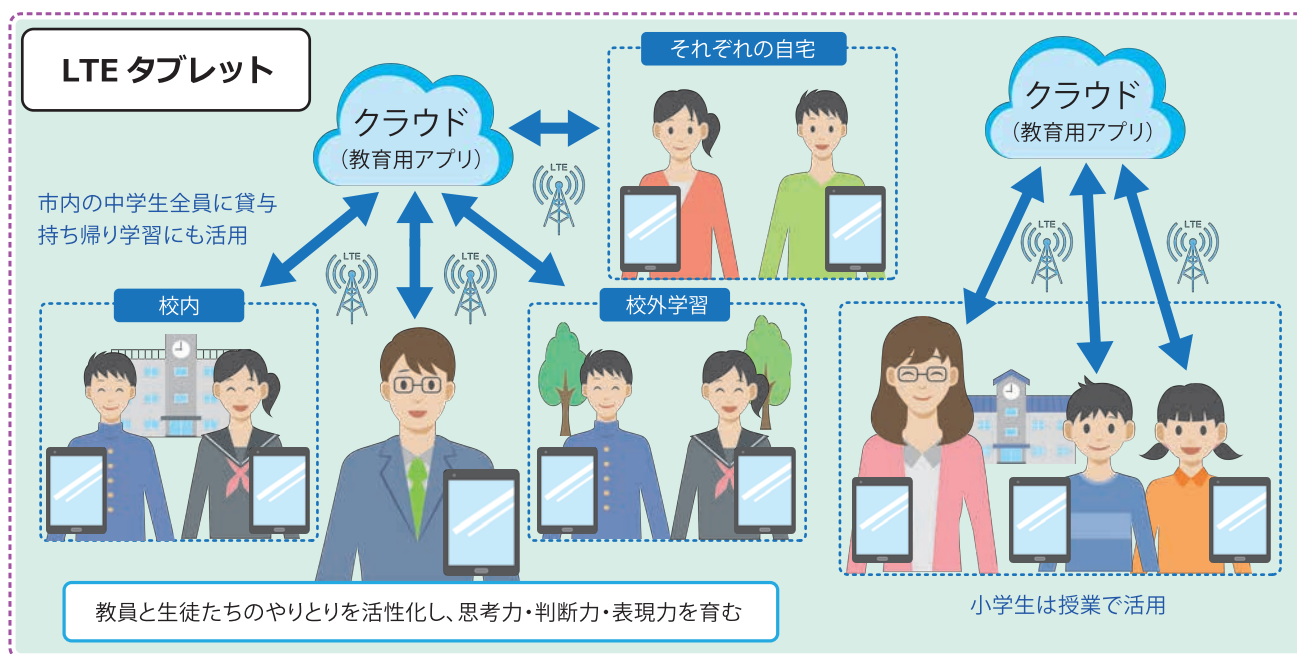 LTE タブレット
クラウド
(教育用アプリ)
市内の中学生全員に貸与
持ち帰り学習にも活用
それぞれの自宅
LTE
校内
LTE
LTE
校外学習
教員と生徒たちのやりとりを活性化し、思考力・判断力・表現力を育む
クラウド
(教育用アプリ)
LTE
LTE
小学生は授業で活用